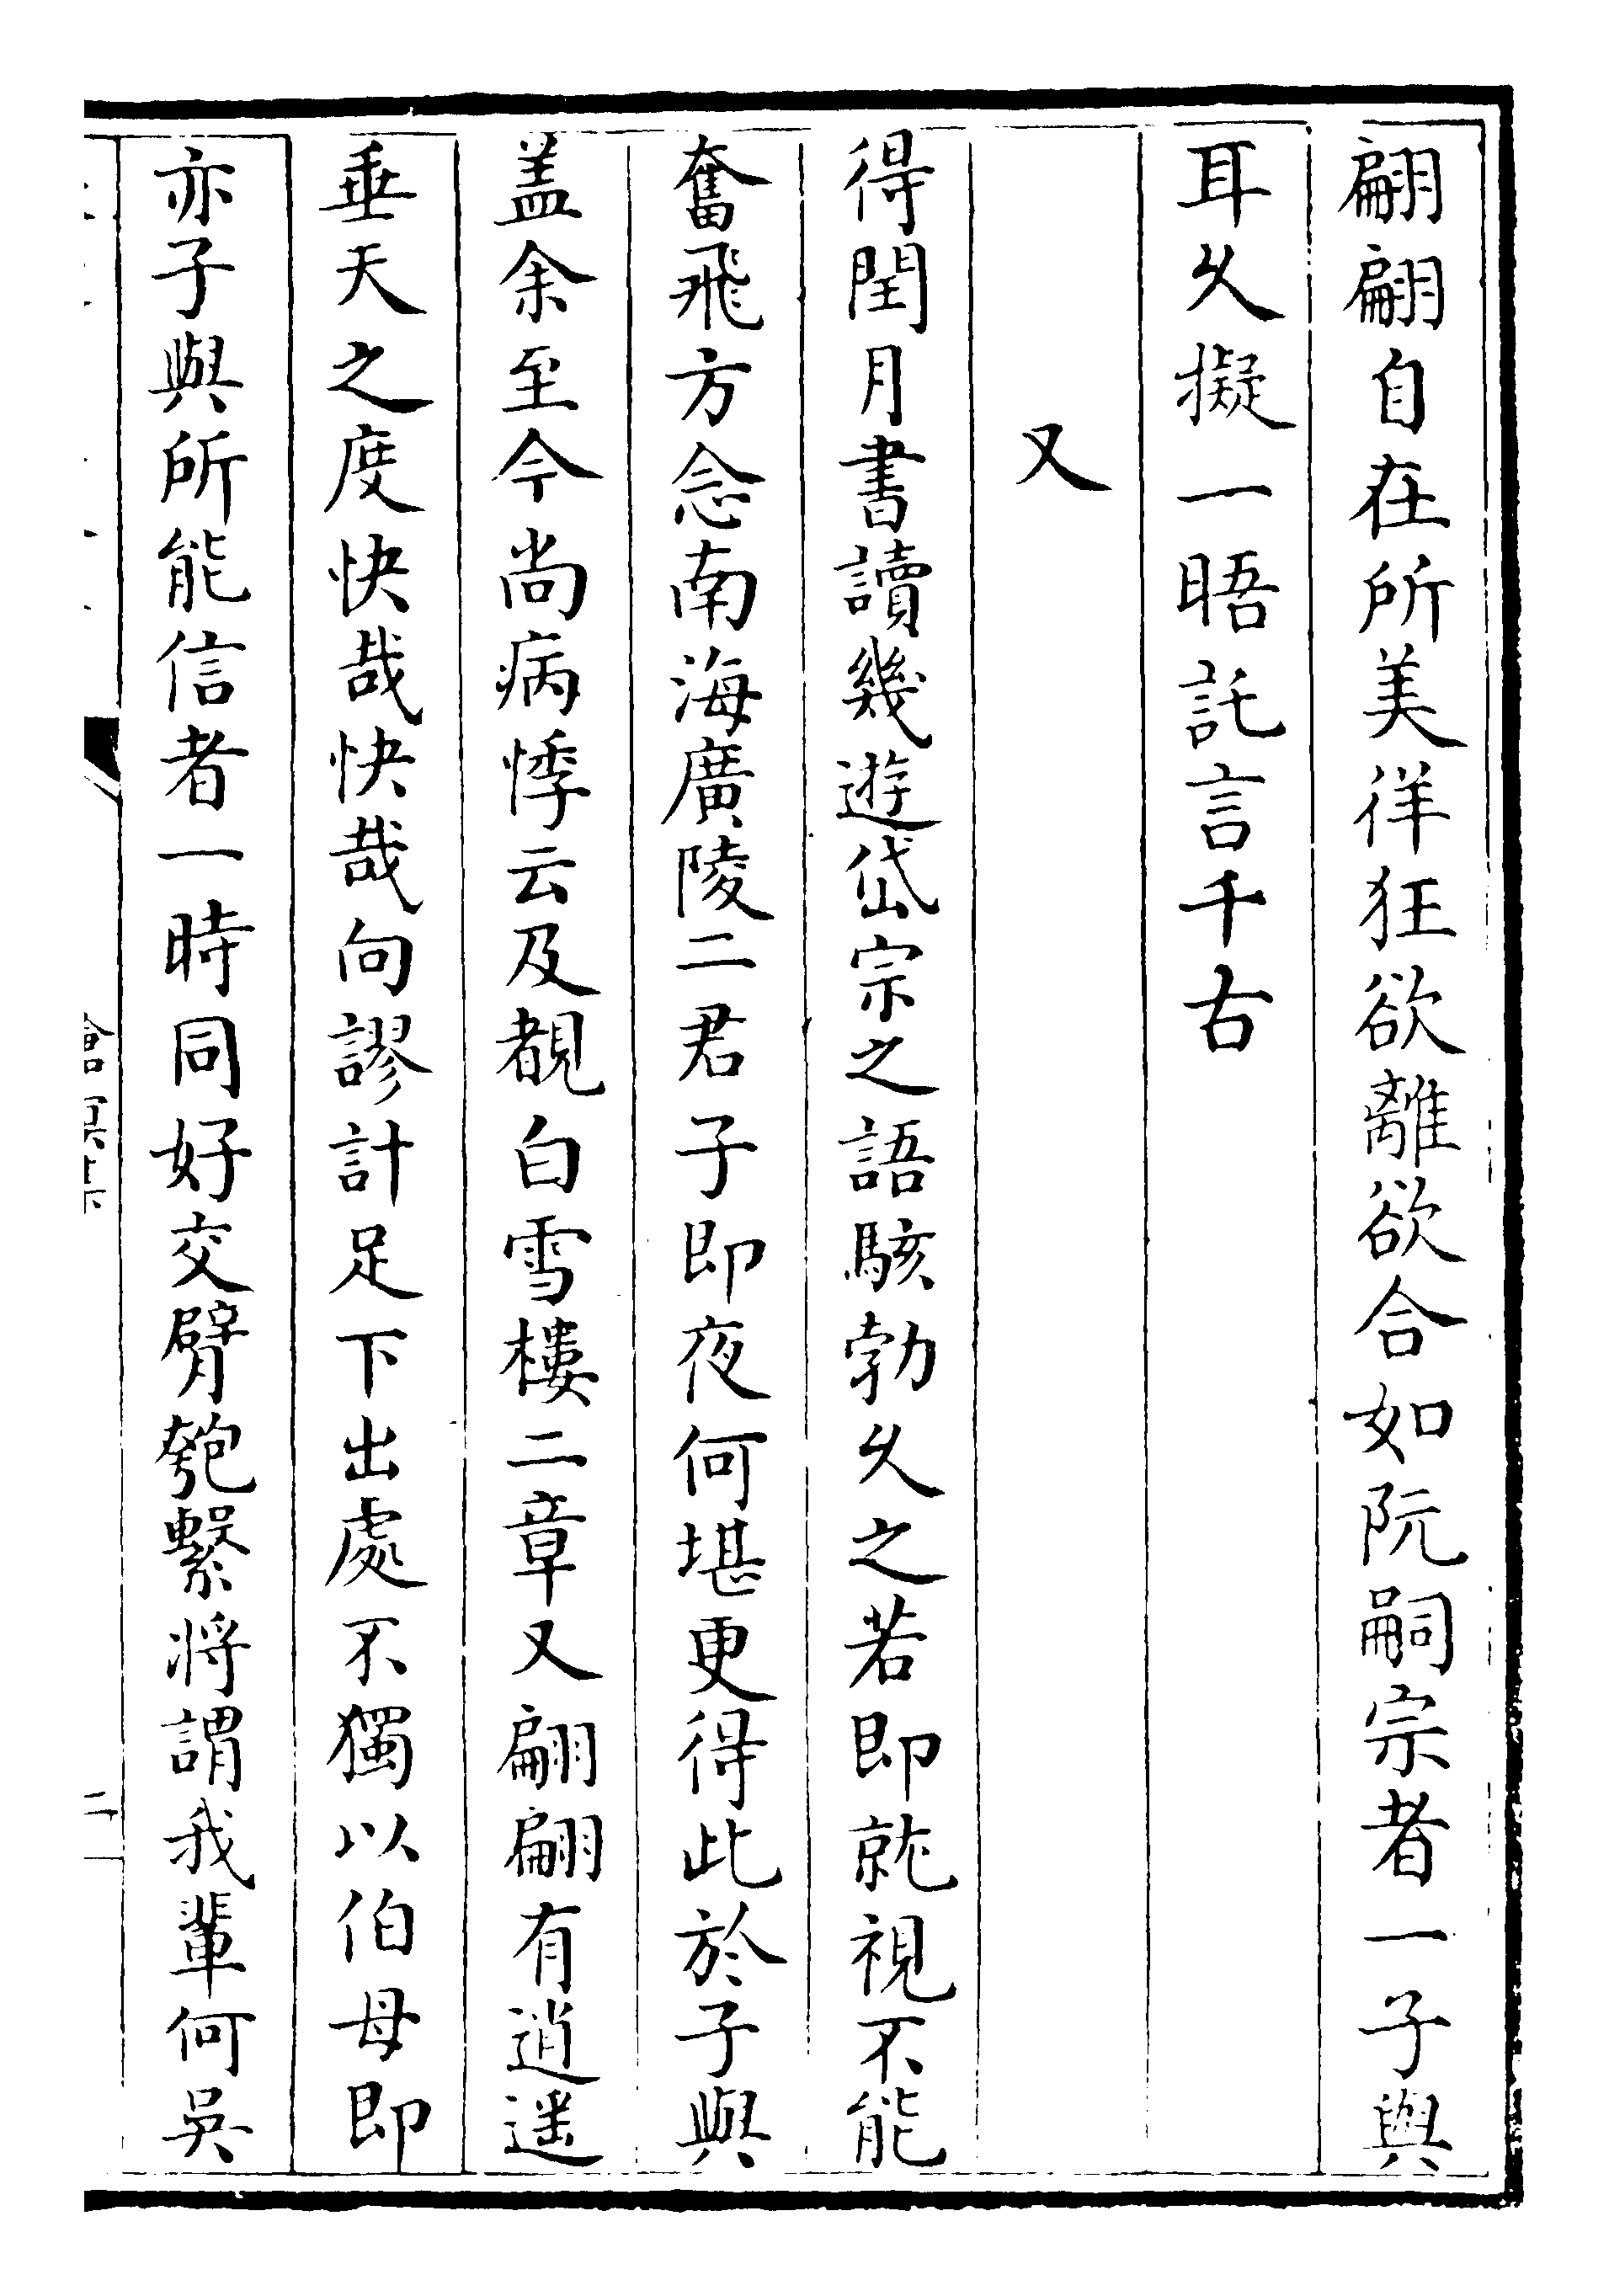 翩翩自在所美徉狂欲離欲合如阮嗣宗者一子與
耳乆擬一晤託言千古
又
得閏月書讀幾遊岱宗之語駭勃乆之若即就視不能
奮飛方念南海廣陵二君子即夜何堪更得此於子與
盖余至今尚病悸云及覩白雪樓二章又翩翩有逍遥
垂天之度快哉快哉向謬計足下出處不獨以伯母即
亦子與所能信者一時同好交臂匏繫將謂我輩何吳